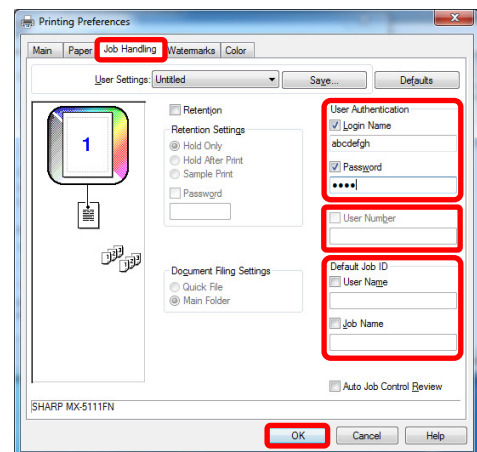 Printing Preferences
Main Paper Job Handling Watermarks Color
User Settings: Untitled Save... Defaults
1
Retention
Retention Settings
Hold Only
Hold After Print
Sample Print
Password
Document Filing Settings
Quick File
Main Folder
User Authentication
Login Name
abcdefgh
Password
••••
User Number
Default Job ID
User Name
Job Name
Auto Job Control Review
SHARP MX-5111FN
OK Cancel Help